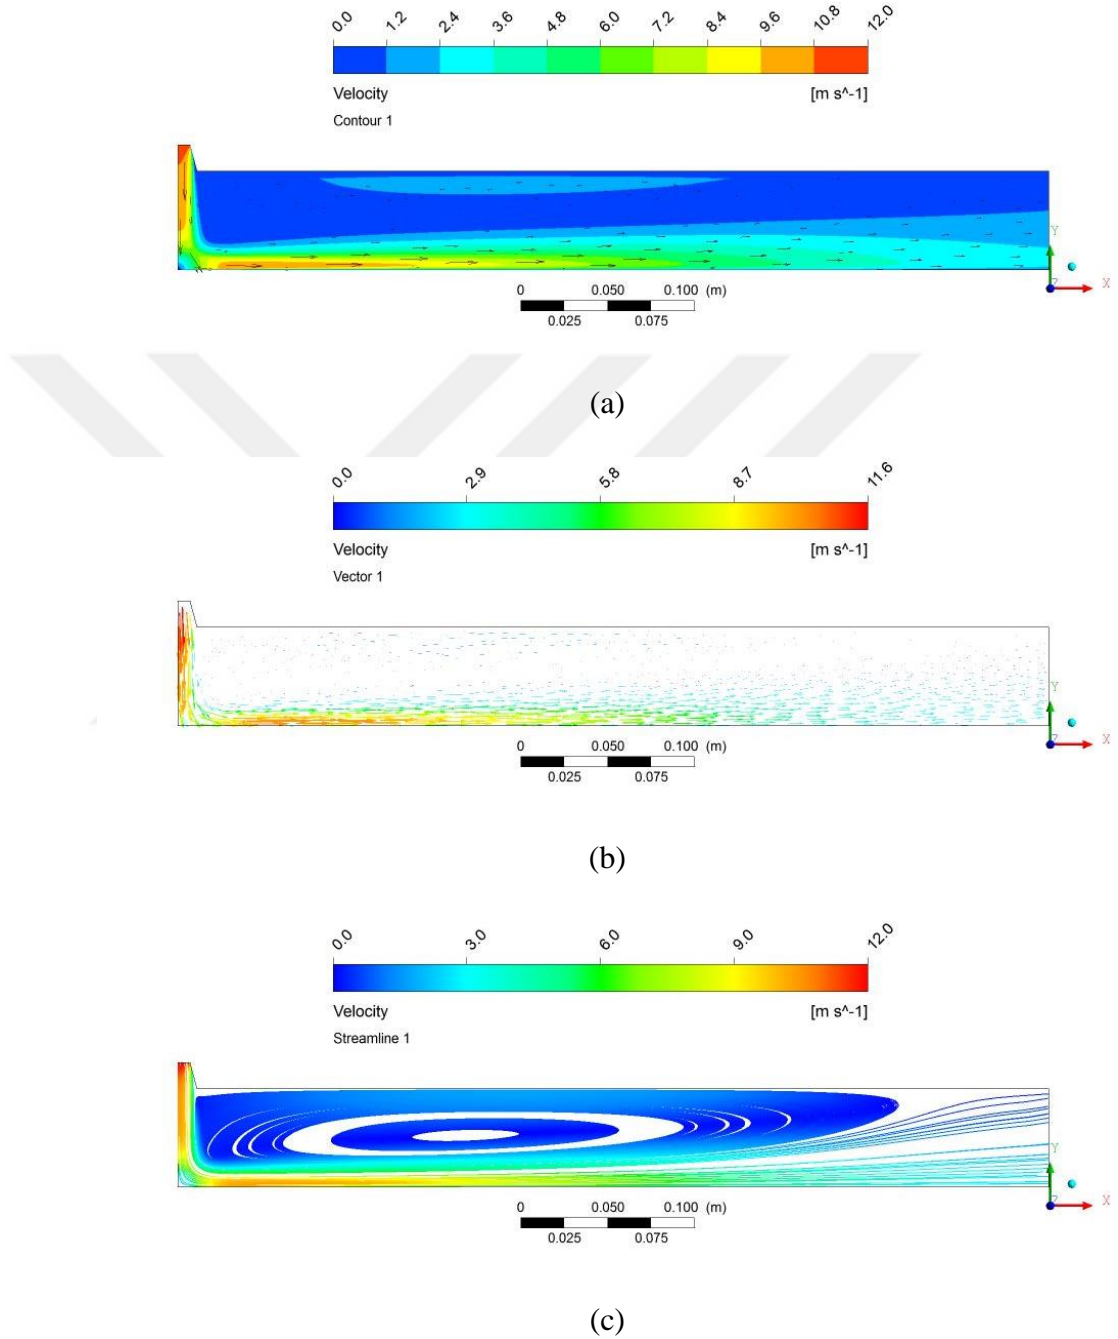 0.0 1.2 2.4 3.6 4.8 6.0 7.2 8.4 9.6 10.8 12.0
Velocity [m s^-1]
Contour 1
Y
Z X
0 0.050 0.100 (m)
0.025 0.075
(a)
0.0 2.9 5.8 8.7 11.6
Velocity [m s^-1]
Vector 1
Y
Z X
0 0.050 0.100 (m)
0.025 0.075
(b)
0.0 3.0 6.0 9.0 12.0
Velocity [m s^-1]
Streamline 1
Y
Z X
0 0.050 0.100 (m)
0.025 0.075
(c)